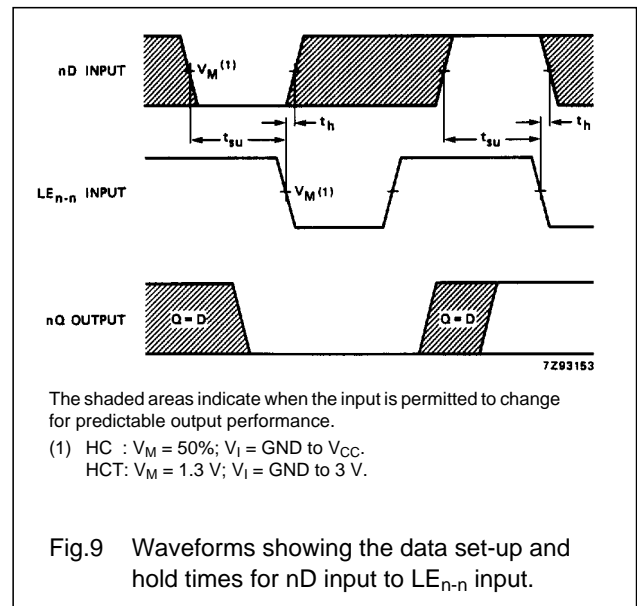 nD INPUT
V_M (1)
t_su
t_h
t_su
t_h
LE_n-n INPUT
V_M (1)
nQ OUTPUT
Q = D
Q = D
7Z93153
The shaded areas indicate when the input is permitted to change
for predictable output performance.
(1) HC : V_M = 50%; V_I = GND to V_CC.
HCT: V_M = 1.3 V; V_I = GND to 3 V.
Fig.9 Waveforms showing the data set-up and
hold times for nD input to LE_n-n input.